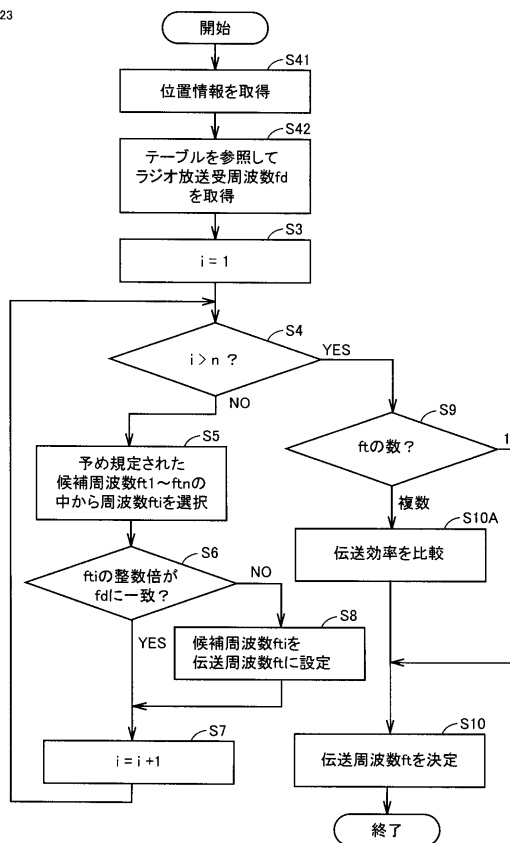 23
開始
S41
位置情報を取得
S42
テーブルを参照して
ラジオ放送受周波数fd
を取得
S3
i = 1
S4
i > n ?
YES
NO
S5
予め規定された
候補周波数ft1～ftnの
中から周波数ftiを選択
S6
ftiの整数倍が
fdに一致?
NO
YES
S8
候補周波数ftiを
伝送周波数ftに設定
S7
i = i +1
S9
ftの数?
1
複数
S10A
伝送効率を比較
S10
伝送周波数ftを決定
終了